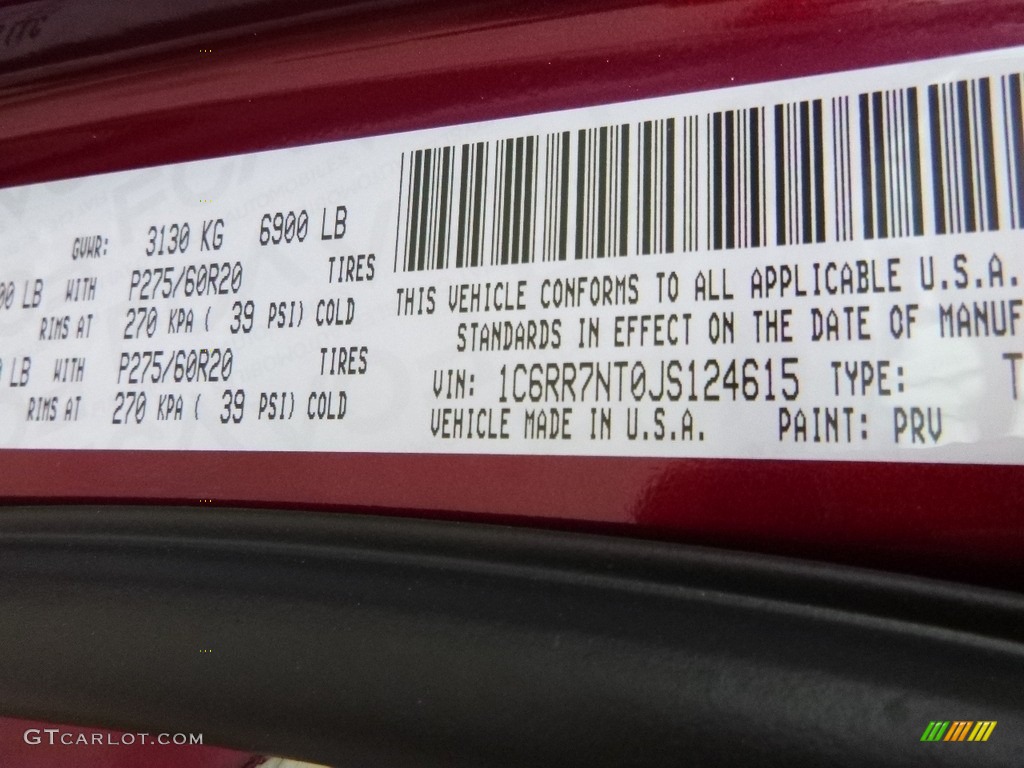 GVWR: 3130 KG 6900 LB
00 LB WITH P275/60R20 TIRES
RIMS AT 270 KPA ( 39 PSI) COLD
LB WITH P275/60R20 TIRES
RIMS AT 270 KPA ( 39 PSI) COLD
THIS VEHICLE CONFORMS TO ALL APPLICABLE U.S.A.
STANDARDS IN EFFECT ON THE DATE OF MANUF
VIN: 1C6RR7NT0JS124615 TYPE: T
VEHICLE MADE IN U.S.A. PAINT: PRV
GTCARLOT.COM